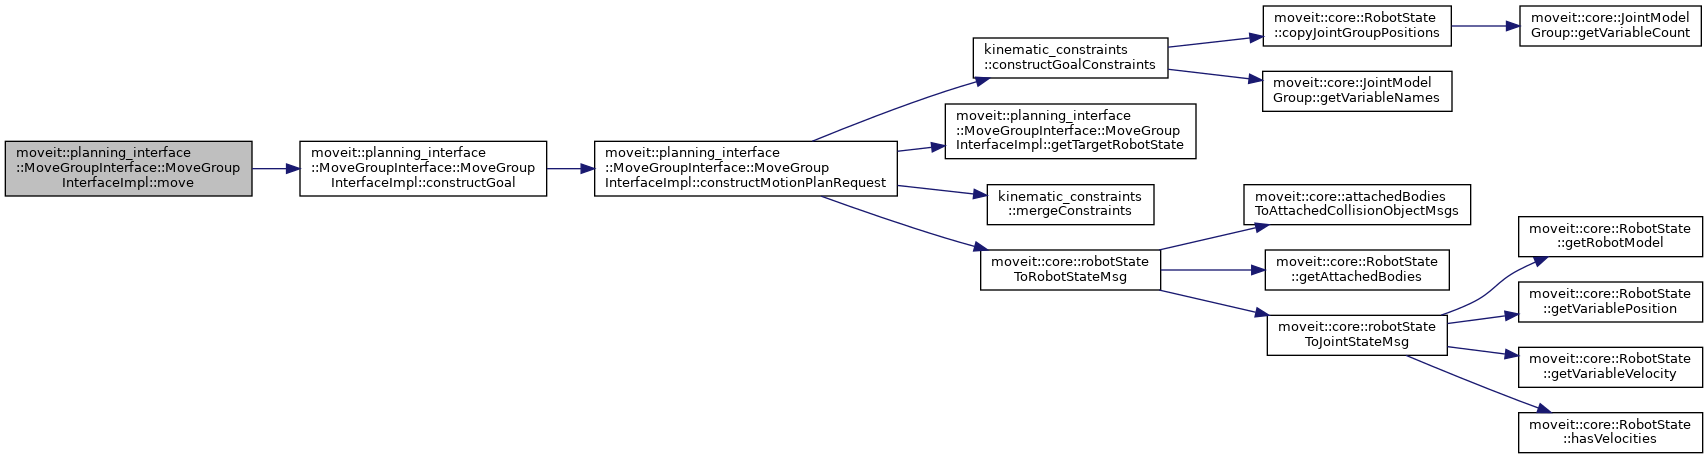 moveit::planning_interface
::MoveGroupInterface::MoveGroup
InterfaceImpl::move
moveit::planning_interface
::MoveGroupInterface::MoveGroup
InterfaceImpl::constructGoal
moveit::planning_interface
::MoveGroupInterface::MoveGroup
InterfaceImpl::constructMotionPlanRequest
kinematic_constraints
::constructGoalConstraints
moveit::core::RobotState
::copyJointGroupPositions
moveit::core::JointModel
Group::getVariableCount
moveit::core::JointModel
Group::getVariableNames
moveit::planning_interface
::MoveGroupInterface::MoveGroup
InterfaceImpl::getTargetRobotState
kinematic_constraints
::mergeConstraints
moveit::core::robotState
ToRobotStateMsg
moveit::core::attachedBodies
ToAttachedCollisionObjectMsgs
moveit::core::RobotState
::getAttachedBodies
moveit::core::robotState
ToJointStateMsg
moveit::core::RobotState
::getRobotModel
moveit::core::RobotState
::getVariablePosition
moveit::core::RobotState
::getVariableVelocity
moveit::core::RobotState
::hasVelocities